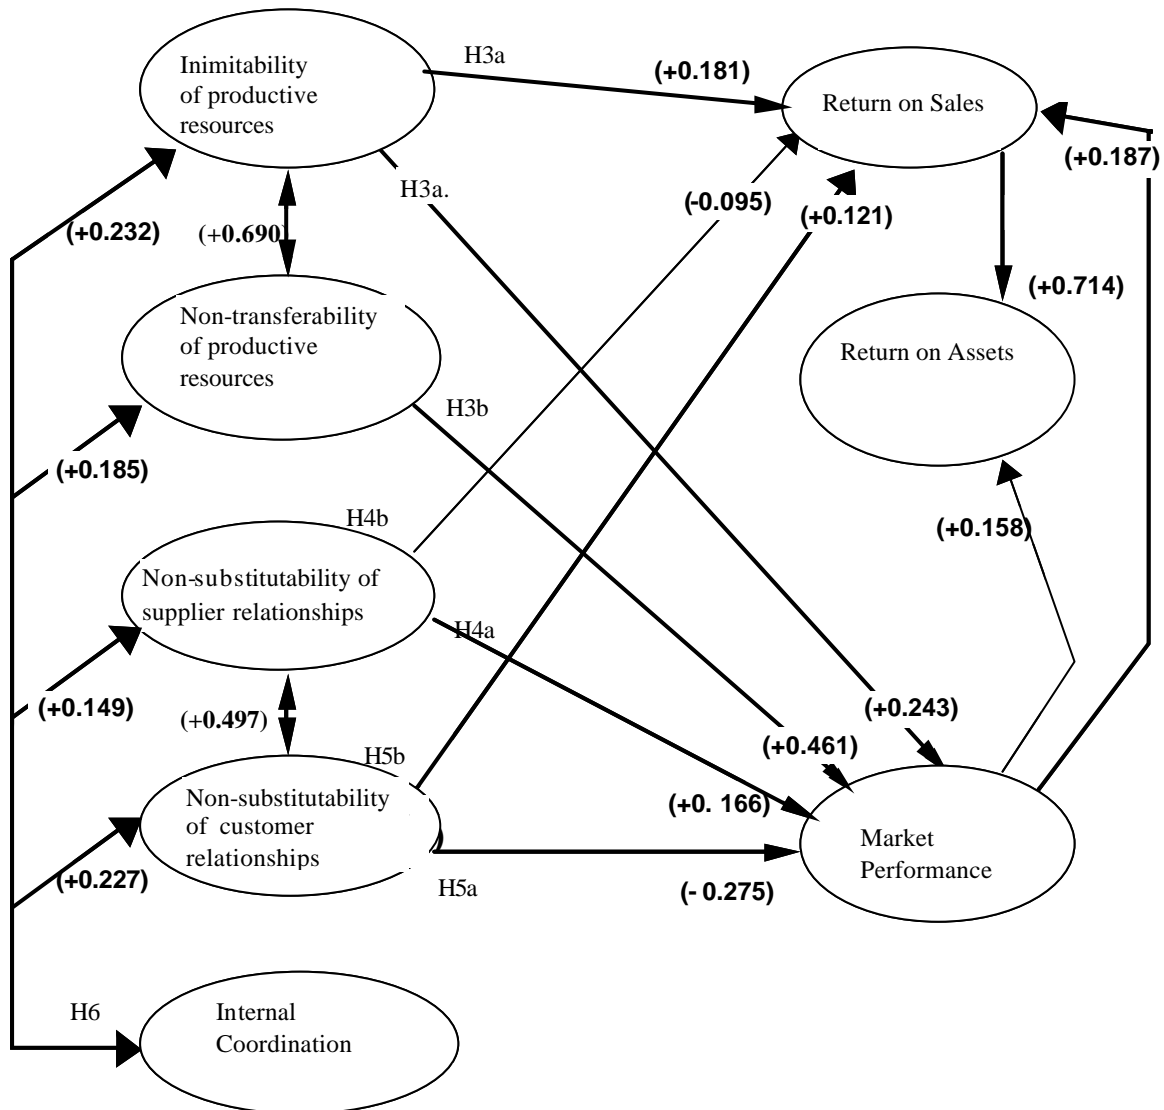 H3a
Inimitability
of productive
resources
(+0.181)
Return on Sales
(+0.187)
H3a.
(-0.095)
(+0.121)
(+0.232)
(+0.690)
(+0.714)
Non-transferability
of productive
resources
Return on Assets
H3b
(+0.185)
H4b
(+0.158)
Non-substitutability of
supplier relationships
H4a
(+0.149)
(+0.497)
(+0.243)
(+0.461)
H5b
(+0. 166)
Non-substitutability
of customer
relationships
Market
Performance
(+0.227)
H5a
(- 0.275)
H6
Internal
Coordination